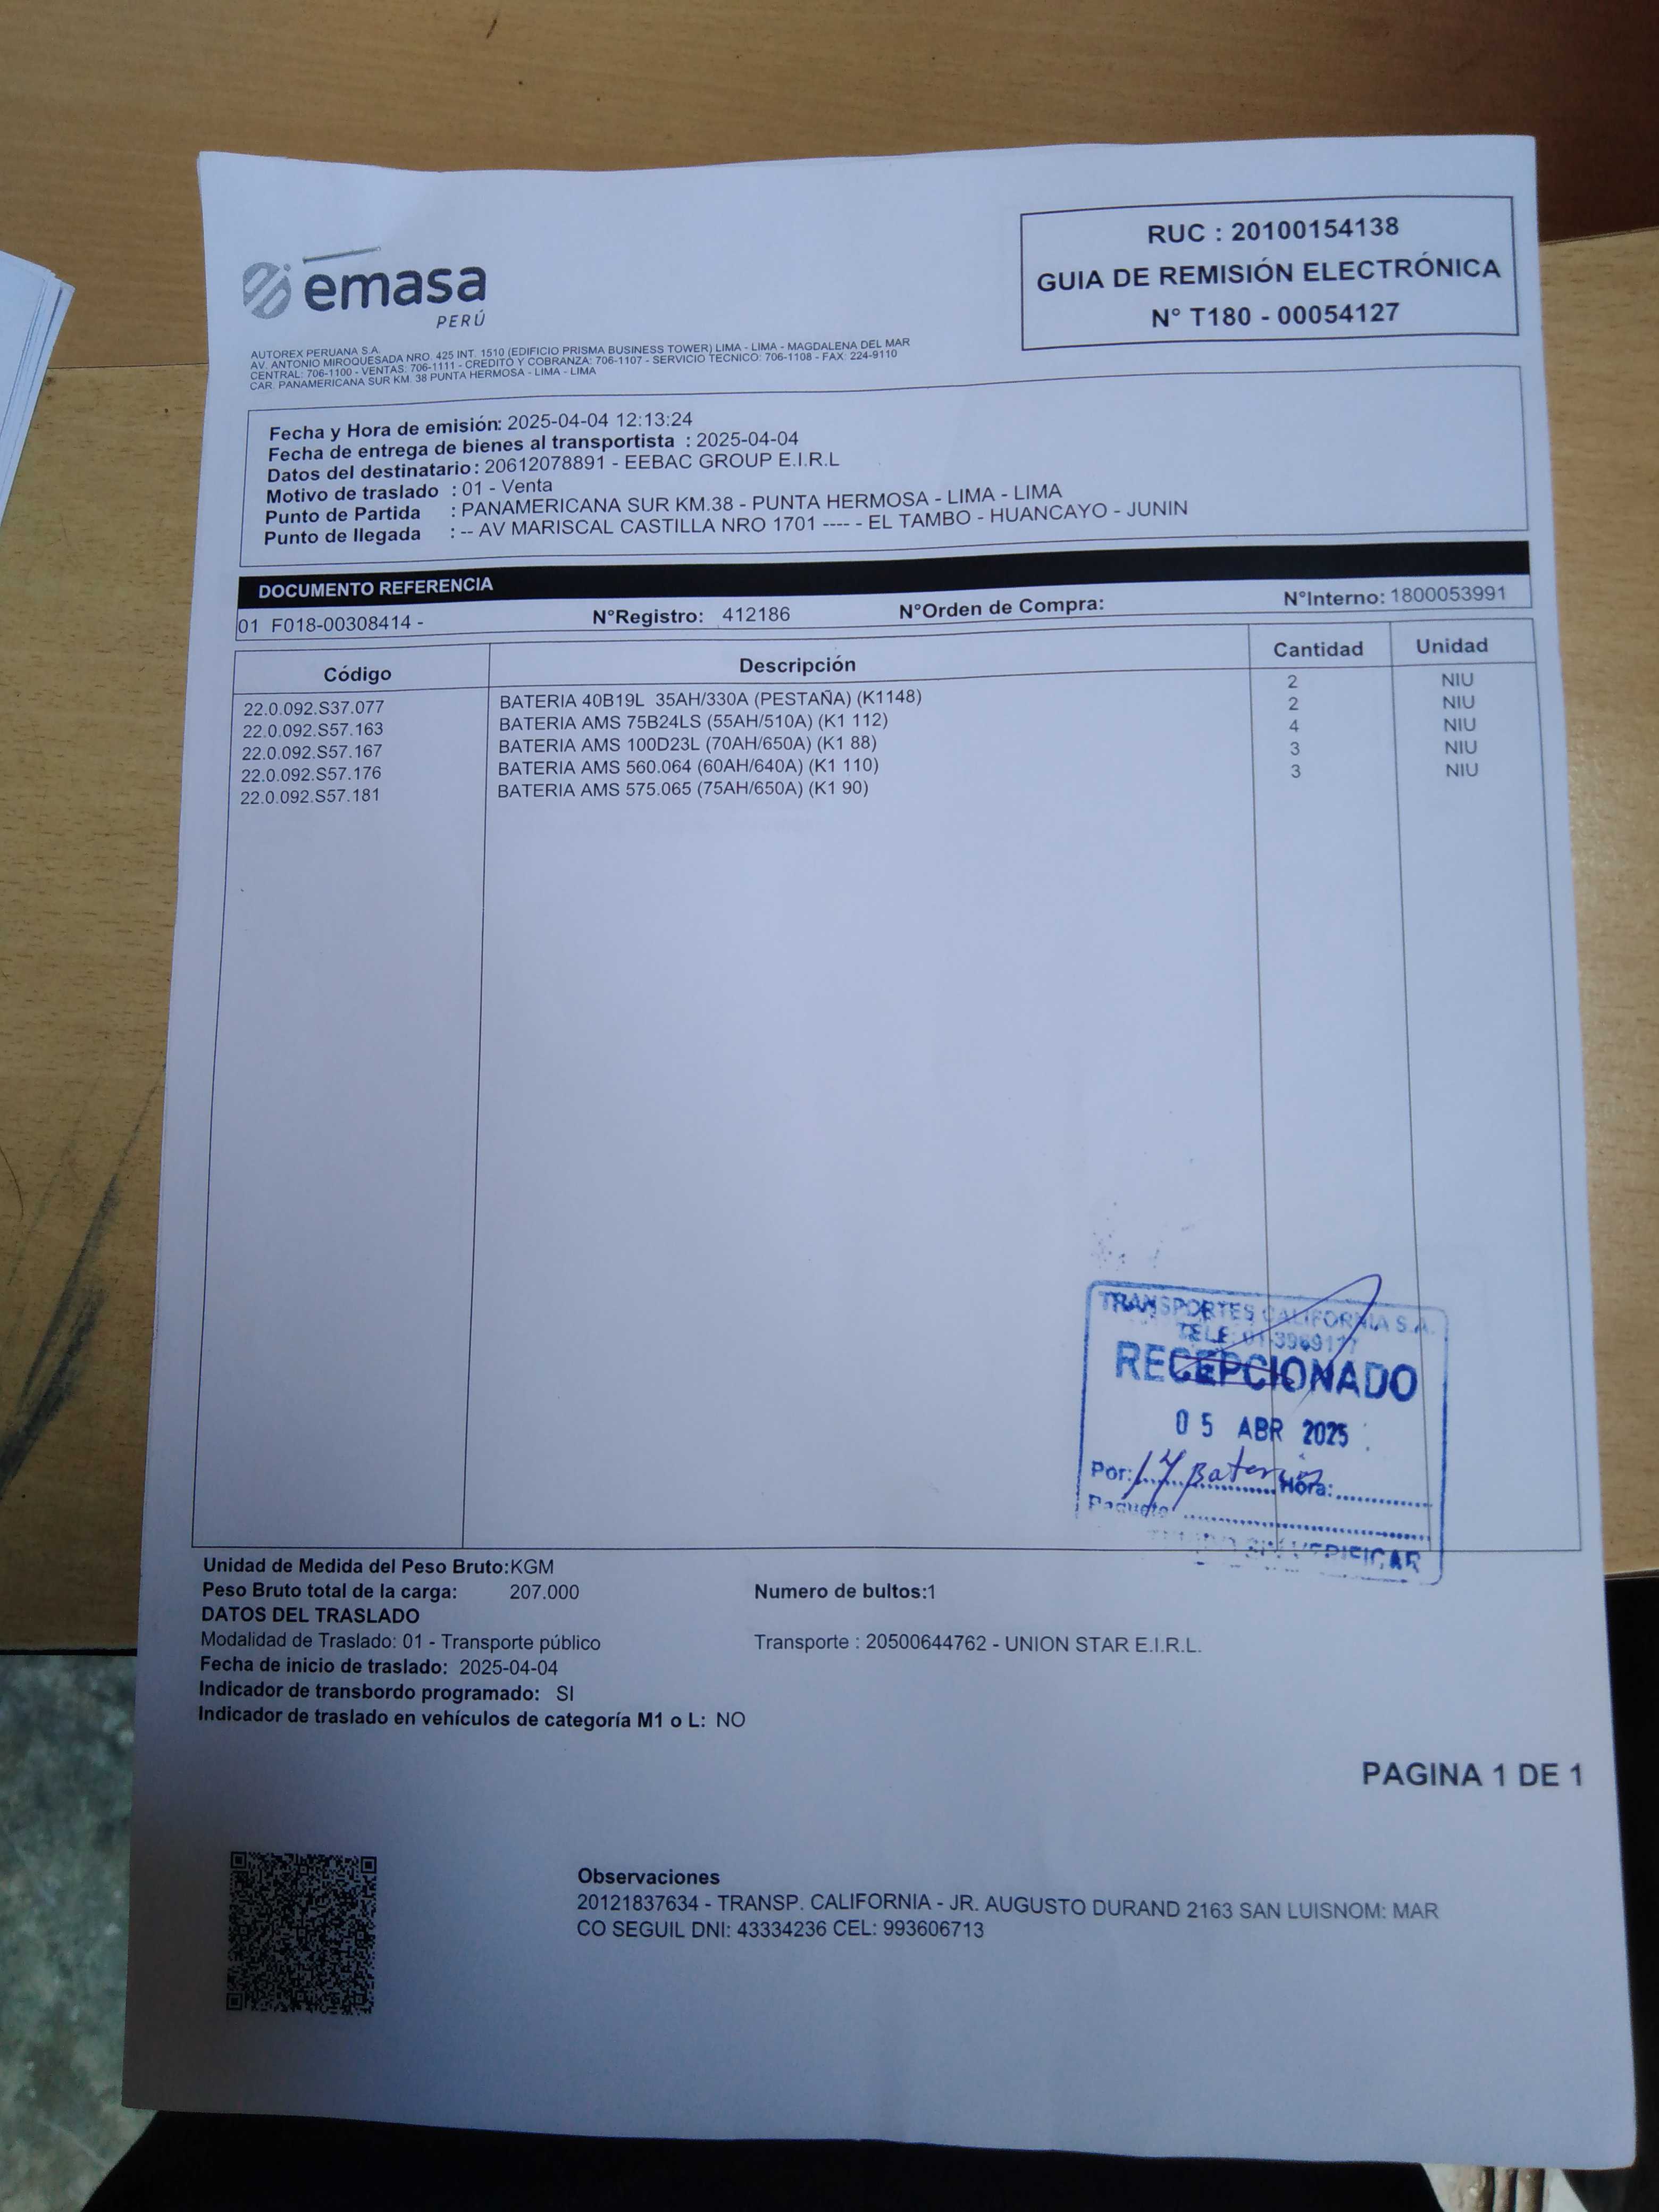 RUC : 20100154138
GUIA DE REMISIÓN ELECTRÓNICA
N° T180 - 00054127
emasa
PERÚ
AUTOREX PERUANA S.A.
AV. ANTONIO MIROQUESADA NRO. 425 INT. 1510 (EDIFICIO PRISMA BUSINESS TOWER) LIMA - LIMA - MAGDALENA DEL MAR
CENTRAL: 706-1100 - VENTAS: 706-1111 - CREDITO Y COBRANZA: 706-1107 - SERVICIO TECNICO: 706-1108 - FAX: 224-9110
CAR. PANAMERICANA SUR KM. 38 PUNTA HERMOSA - LIMA - LIMA
Fecha y Hora de emisión: 2025-04-04 12:13:24
Fecha de entrega de bienes al transportista : 2025-04-04
Datos del destinatario : 20612078891 - EEBAC GROUP E.I.R.L
Motivo de traslado : 01 - Venta
Punto de Partida : PANAMERICANA SUR KM.38 - PUNTA HERMOSA - LIMA - LIMA
Punto de llegada : -- AV MARISCAL CASTILLA NRO 1701 ---- - EL TAMBO - HUANCAYO - JUNIN
DOCUMENTO REFERENCIA
01 F018-00308414 - N°Registro: 412186 N°Orden de Compra: N°Interno: 1800053991
Código Descripción Cantidad Unidad
22.0.092.S37.077 BATERIA 40B19L 35AH/330A (PESTAÑA) (K1148) 2 NIU
22.0.092.S57.163 BATERIA AMS 75B24LS (55AH/510A) (K1 112) 2 NIU
22.0.092.S57.167 BATERIA AMS 100D23L (70AH/650A) (K1 88) 4 NIU
22.0.092.S57.176 BATERIA AMS 560.064 (60AH/640A) (K1 110) 3 NIU
22.0.092.S57.181 BATERIA AMS 575.065 (75AH/650A) (K1 90) 3 NIU
TRANSPORTES CALIFORNIA S.A.
TELF: 01
RECEPCIONADO
05 ABR 2025
Por: 14 Baterias Hora:
Paquete
SIN VERIFICAR
Unidad de Medida del Peso Bruto:KGM
Peso Bruto total de la carga: 207.000 Numero de bultos:1
DATOS DEL TRASLADO
Modalidad de Traslado: 01 - Transporte público Transporte : 20500644762 - UNION STAR E.I.R.L.
Fecha de inicio de traslado: 2025-04-04
Indicador de transbordo programado: SI
Indicador de traslado en vehículos de categoría M1 o L: NO
PAGINA 1 DE 1
Observaciones
20121837634 - TRANSP. CALIFORNIA - JR. AUGUSTO DURAND 2163 SAN LUISNOM: MAR
CO SEGUIL DNI: 43334236 CEL: 993606713